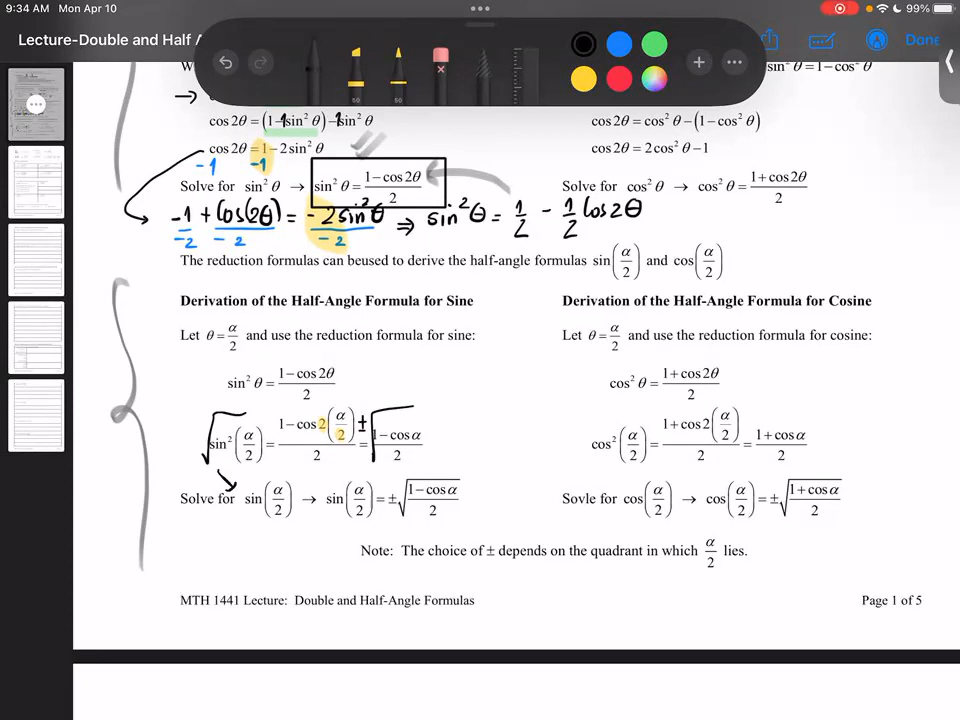 9:34 AM Mon Apr 10 99%
Lecture-Double and Half A Done
sin² θ = 1 − cos² θ
cos 2θ = (1 − 1sin² θ) − 1sin² θ cos 2θ = cos² θ − (1 − cos² θ)
cos 2θ = 1 − 2 sin² θ cos 2θ = 2 cos² θ − 1
-1 -1
Solve for sin² θ → sin² θ = (1 − cos 2θ)/2 Solve for cos² θ → cos² θ = (1 + cos 2θ)/2
(-1)/(-2) + (cos(2θ))/(-2) = (-2 sin² θ)/(-2) ⇒ sin² θ = 1/2 − 1/2 cos 2θ
The reduction formulas can beused to derive the half-angle formulas sin(α/2) and cos(α/2)
Derivation of the Half-Angle Formula for Sine Derivation of the Half-Angle Formula for Cosine
Let θ = α/2 and use the reduction formula for sine: Let θ = α/2 and use the reduction formula for cosine:
sin² θ = (1 − cos 2θ)/2 cos² θ = (1 + cos 2θ)/2
√sin²(α/2) = (1 − cos 2(α/2))/2 = ±√(1 − cos α)/2 cos²(α/2) = (1 + cos 2(α/2))/2 = (1 + cos α)/2
Solve for sin(α/2) → sin(α/2) = ±√((1 − cos α)/2) Sovle for cos(α/2) → cos(α/2) = ±√((1 + cos α)/2)
Note: The choice of ± depends on the quadrant in which α/2 lies.
MTH 1441 Lecture: Double and Half-Angle Formulas Page 1 of 5